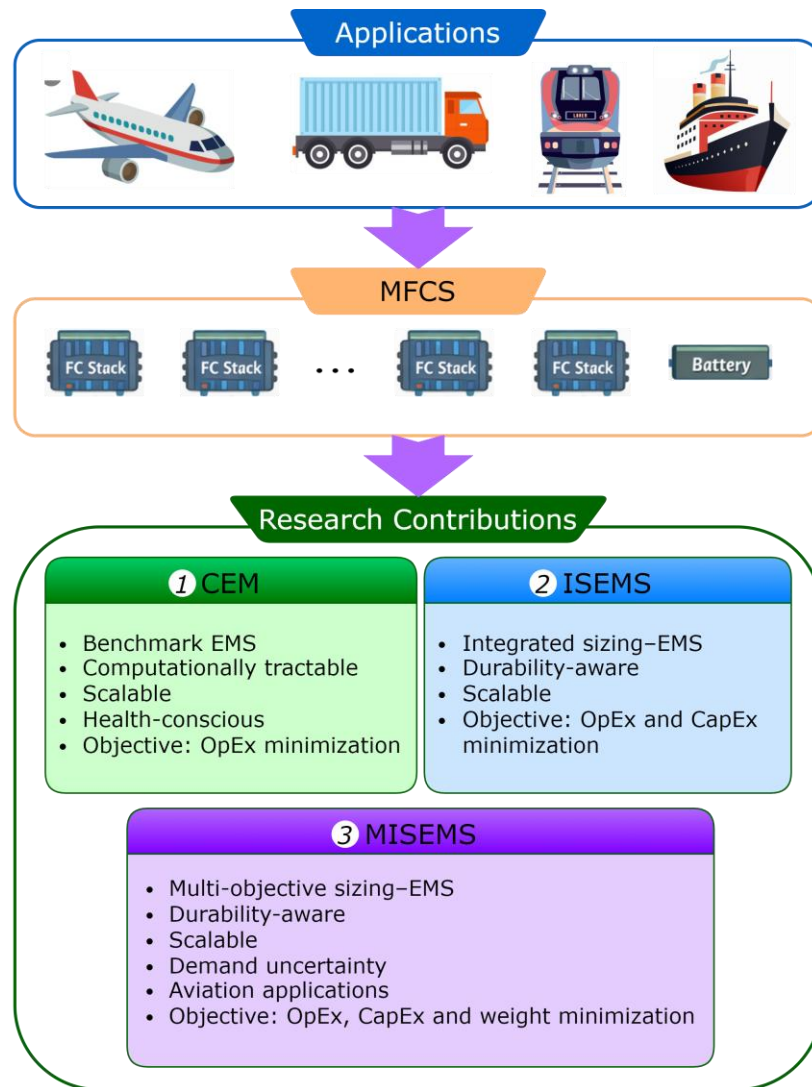 Applications
MFCS
FC Stack
FC Stack
...
FC Stack
FC Stack
Battery
Research Contributions
1 CEM
• Benchmark EMS
• Computationally tractable
• Scalable
• Health-conscious
• Objective: OpEx minimization
2 ISEMS
• Integrated sizing–EMS
• Durability-aware
• Scalable
• Objective: OpEx and CapEx
minimization
3 MISEMS
• Multi-objective sizing–EMS
• Durability-aware
• Scalable
• Demand uncertainty
• Aviation applications
• Objective: OpEx, CapEx and weight minimization